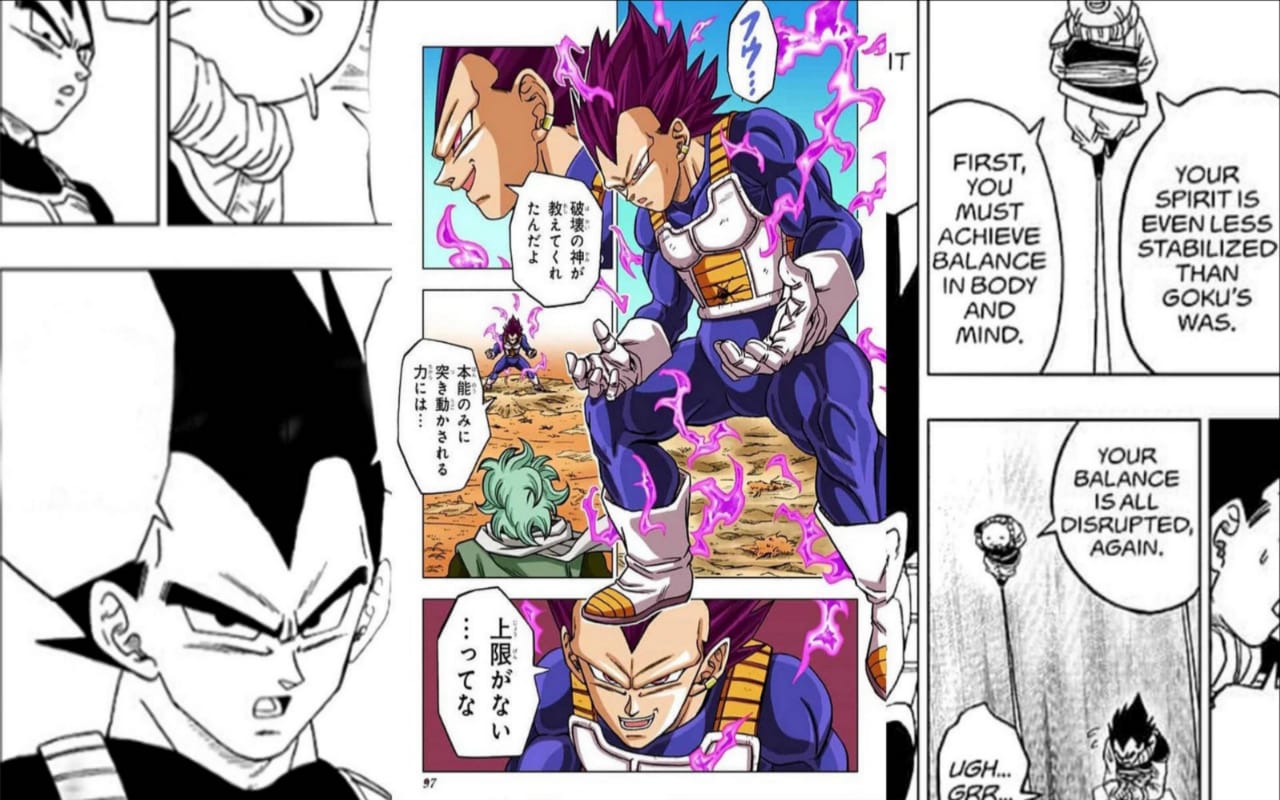 フウ…
破壊の神が
教えてくれ
たんだよ
本能のみに
突き動かされる
力には…
上限がない
…ってな
97
IT
YOUR
SPIRIT IS
EVEN LESS
STABILIZED
THAN
GOKU'S
WAS.
FIRST,
YOU
MUST
ACHIEVE
BALANCE
IN BODY
AND
MIND.
YOUR
BALANCE
IS ALL
DISRUPTED,
AGAIN.
UGH...
GRR...